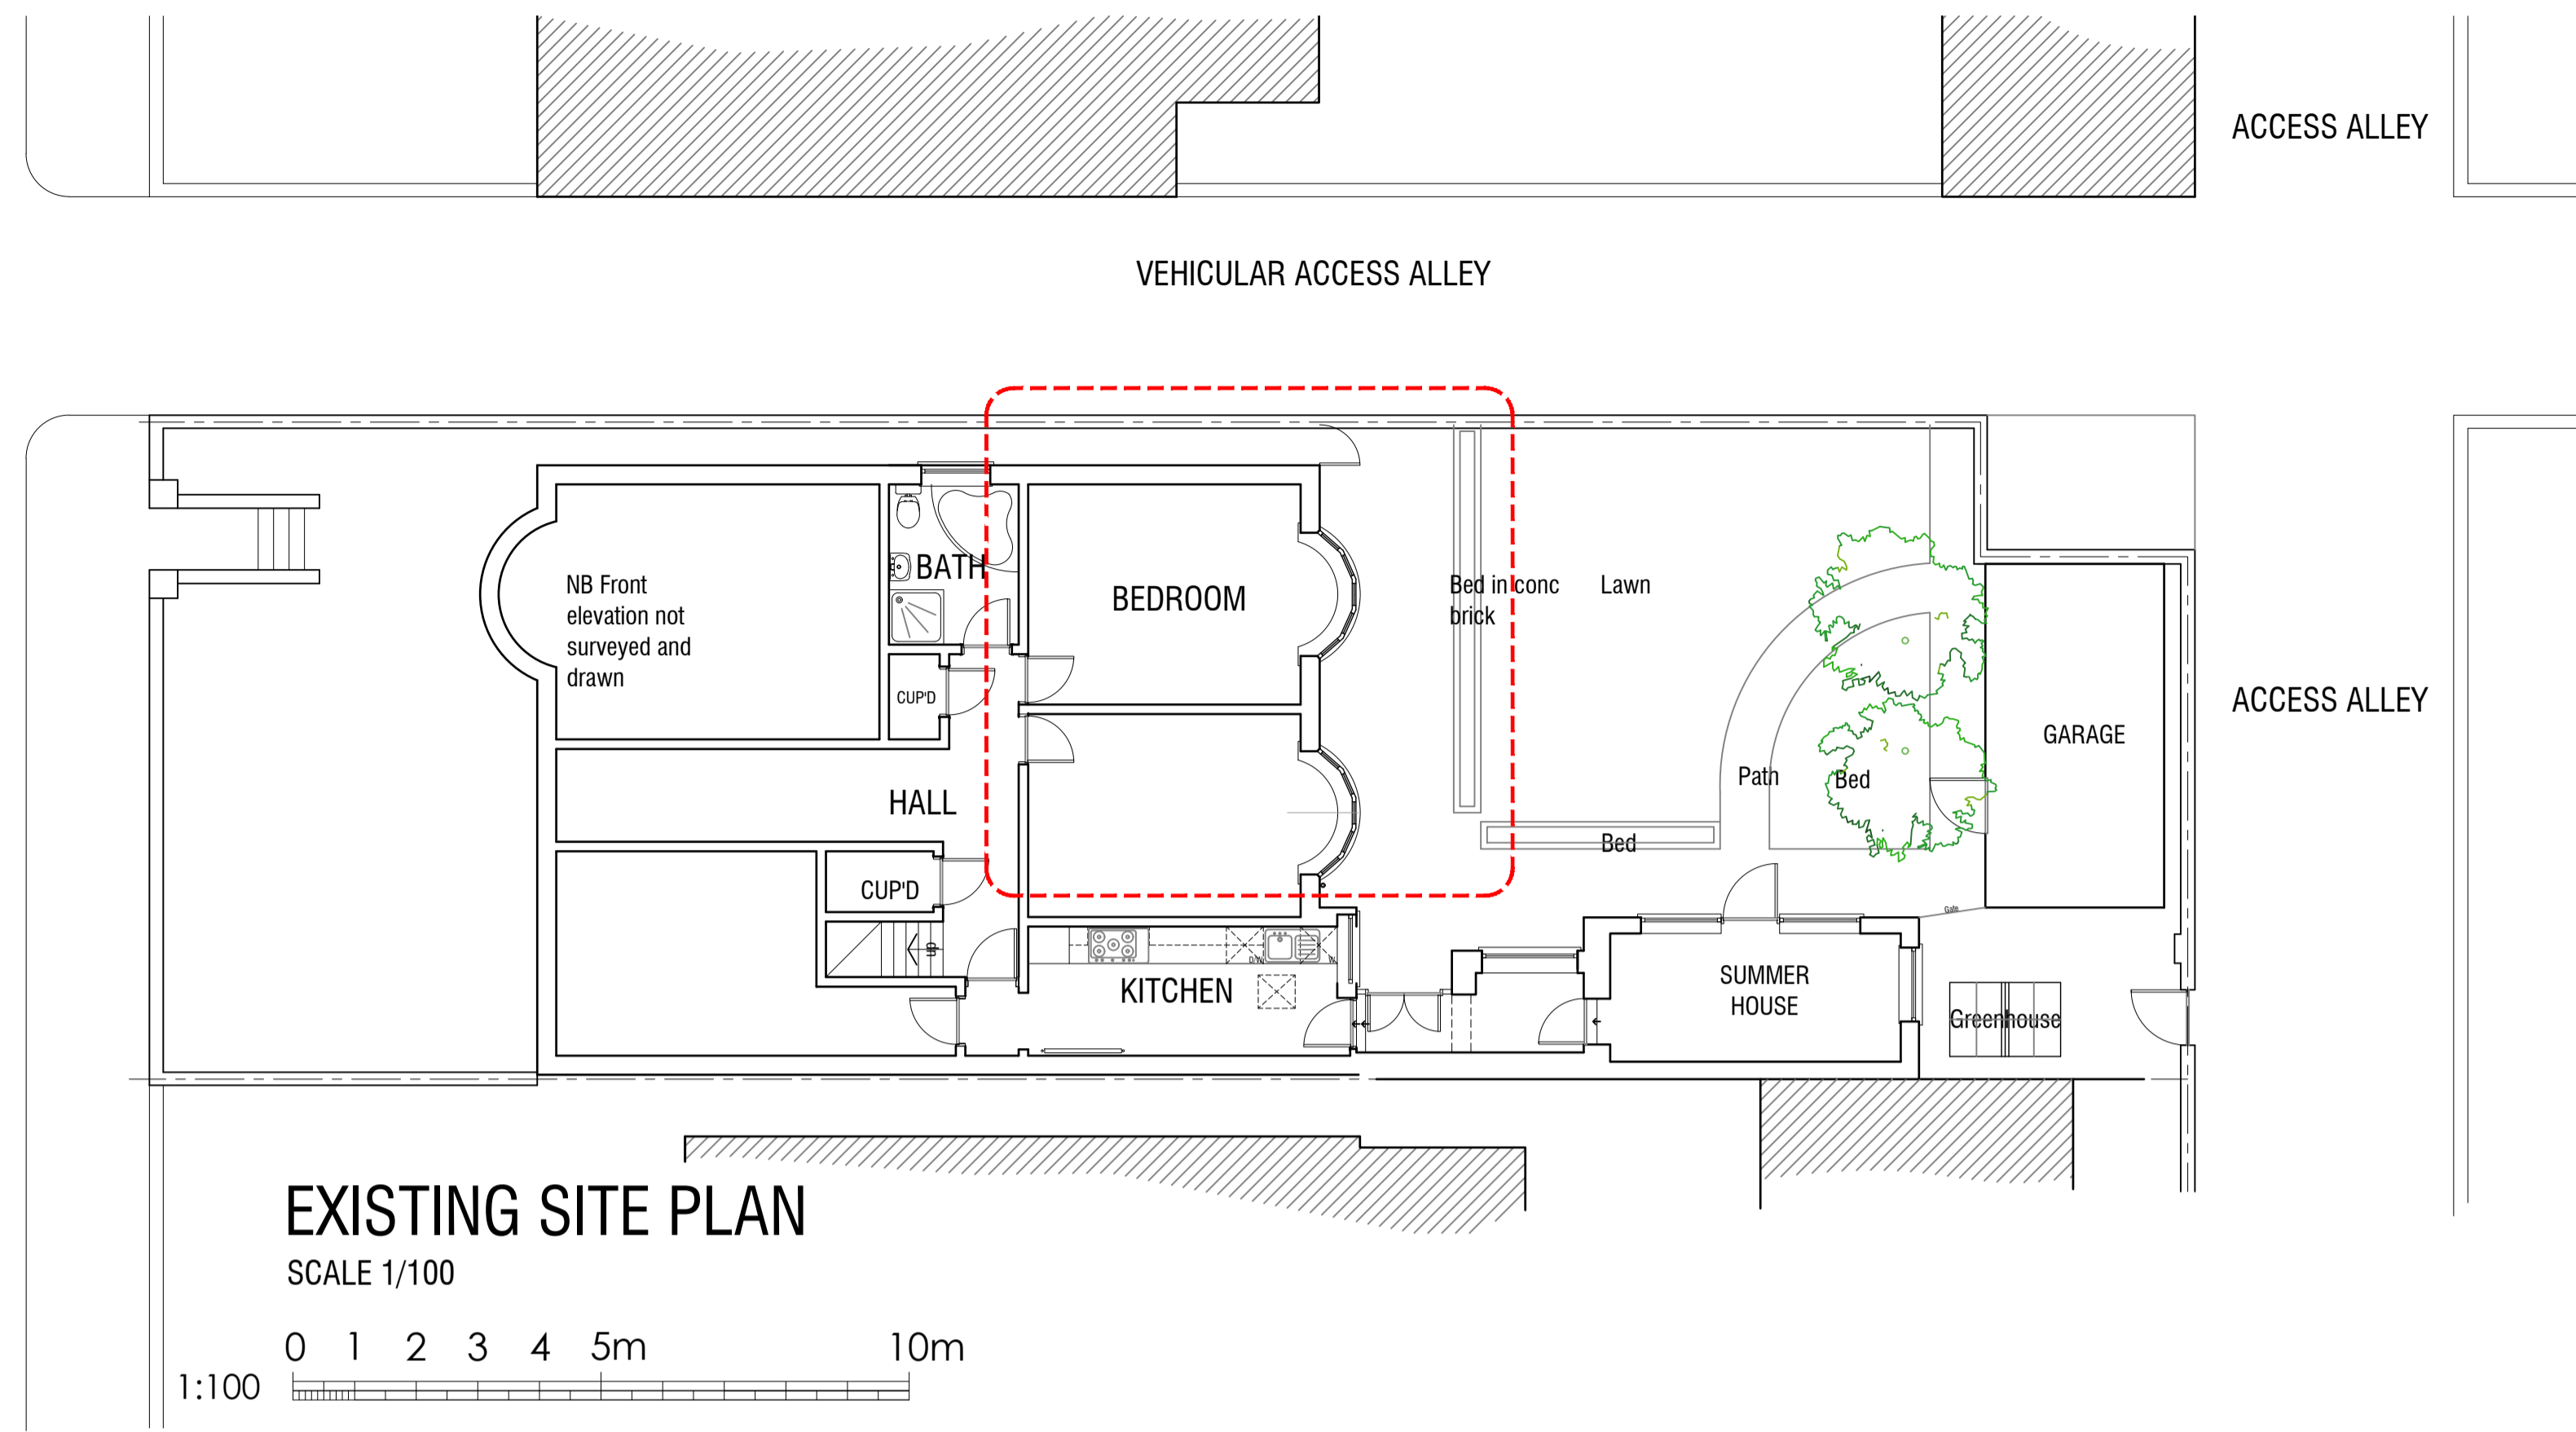 ACCESS ALLEY
VEHICULAR ACCESS ALLEY
NB Front
elevation not
surveyed and
drawn
BATH
BEDROOM
Bed in conc
brick
Lawn
CUP'D
ACCESS ALLEY
GARAGE
Path
Bed
HALL
Bed
CUP'D
Gate
up
D/W
W
KITCHEN
SUMMER
HOUSE
Greenhouse
EXISTING SITE PLAN
SCALE 1/100
0 1 2 3 4 5m 10m
1:100